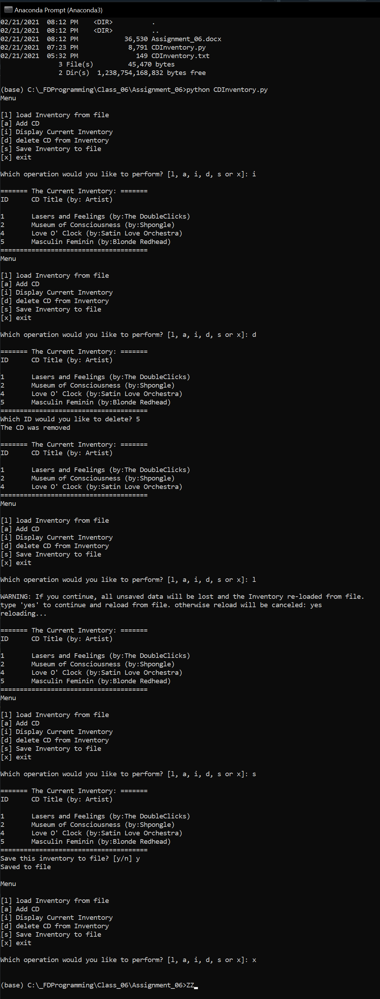 Anaconda Prompt (Anaconda3)
02/21/2021  08:12 PM    <DIR>          .
02/21/2021  08:12 PM    <DIR>          ..
02/21/2021  08:12 PM            36,530 Assignment_06.docx
02/21/2021  07:23 PM             8,791 CDInventory.py
02/21/2021  05:32 PM               149 CDInventory.txt
               3 File(s)         45,470 bytes
               2 Dir(s)  1,238,754,168,832 bytes free
(base) C:\_FDProgramming\Class_06\Assignment_06>python CDInventory.py
Menu
[l] load Inventory from file
[a] Add CD
[i] Display Current Inventory
[d] delete CD from Inventory
[s] Save Inventory to file
[x] exit
Which operation would you like to perform? [l, a, i, d, s or x]: i
======= The Current Inventory: =======
ID      CD Title (by: Artist)
1       Lasers and Feelings (by:The DoubleClicks)
2       Museum of Consciousness (by:Shpongle)
4       Love O' Clock (by:Satin Love Orchestra)
5       Masculin Feminin (by:Blonde Redhead)
======================================
Menu
[l] load Inventory from file
[a] Add CD
[i] Display Current Inventory
[d] delete CD from Inventory
[s] Save Inventory to file
[x] exit
Which operation would you like to perform? [l, a, i, d, s or x]: d
======= The Current Inventory: =======
ID      CD Title (by: Artist)
1       Lasers and Feelings (by:The DoubleClicks)
2       Museum of Consciousness (by:Shpongle)
4       Love O' Clock (by:Satin Love Orchestra)
5       Masculin Feminin (by:Blonde Redhead)
======================================
Which ID would you like to delete? 5
The CD was removed
======= The Current Inventory: =======
ID      CD Title (by: Artist)
1       Lasers and Feelings (by:The DoubleClicks)
2       Museum of Consciousness (by:Shpongle)
4       Love O' Clock (by:Satin Love Orchestra)
======================================
Menu
[l] load Inventory from file
[a] Add CD
[i] Display Current Inventory
[d] delete CD from Inventory
[s] Save Inventory to file
[x] exit
Which operation would you like to perform? [l, a, i, d, s or x]: l
WARNING: If you continue, all unsaved data will be lost and the Inventory re-loaded from file.
type 'yes' to continue and reload from file. otherwise reload will be canceled: yes
reloading...
======= The Current Inventory: =======
ID      CD Title (by: Artist)
1       Lasers and Feelings (by:The DoubleClicks)
2       Museum of Consciousness (by:Shpongle)
4       Love O' Clock (by:Satin Love Orchestra)
5       Masculin Feminin (by:Blonde Redhead)
======================================
Menu
[l] load Inventory from file
[a] Add CD
[i] Display Current Inventory
[d] delete CD from Inventory
[s] Save Inventory to file
[x] exit
Which operation would you like to perform? [l, a, i, d, s or x]: s
======= The Current Inventory: =======
ID      CD Title (by: Artist)
1       Lasers and Feelings (by:The DoubleClicks)
2       Museum of Consciousness (by:Shpongle)
4       Love O' Clock (by:Satin Love Orchestra)
5       Masculin Feminin (by:Blonde Redhead)
======================================
Save this inventory to file? [y/n] y
Saved to file
Menu
[l] load Inventory from file
[a] Add CD
[i] Display Current Inventory
[d] delete CD from Inventory
[s] Save Inventory to file
[x] exit
Which operation would you like to perform? [l, a, i, d, s or x]: x
(base) C:\_FDProgramming\Class_06\Assignment_06>ZZ